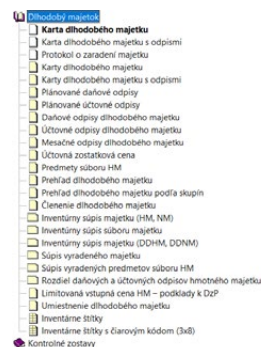 Dlhodobý majetok
Karta dlhodobého majetku
Karta dlhodobého majetku s odpismi
Protokol o zaradení majetku
Karty dlhodobého majetku
Karty dlhodobého majetku s odpismi
Plánované daňové odpisy
Plánované účtovné odpisy
Daňové odpisy dlhodobého majetku
Účtovné odpisy dlhodobého majetku
Mesačné odpisy dlhodobého majetku
Účtovná zostatková cena
Predmety súboru HM
Prehľad dlhodobého majetku
Prehľad dlhodobého majetku podľa skupín
Členenie dlhodobého majetku
Inventúrny súpis majetku (HM, NM)
Inventúrny súpis súboru majetku
Inventúrny súpis majetku (DDHM, DDNM)
Súpis vyradeného majetku
Súpis vyradených predmetov súboru HM
Rozdiel daňových a účtovných odpisov hmotného majetku
Limitovaná vstupná cena HM – podklady k DzP
Umiestnenie dlhodobého majetku
Inventárne štítky
Inventárne štítky s čiarovým kódom (3x8)
Kontrolné zostavy